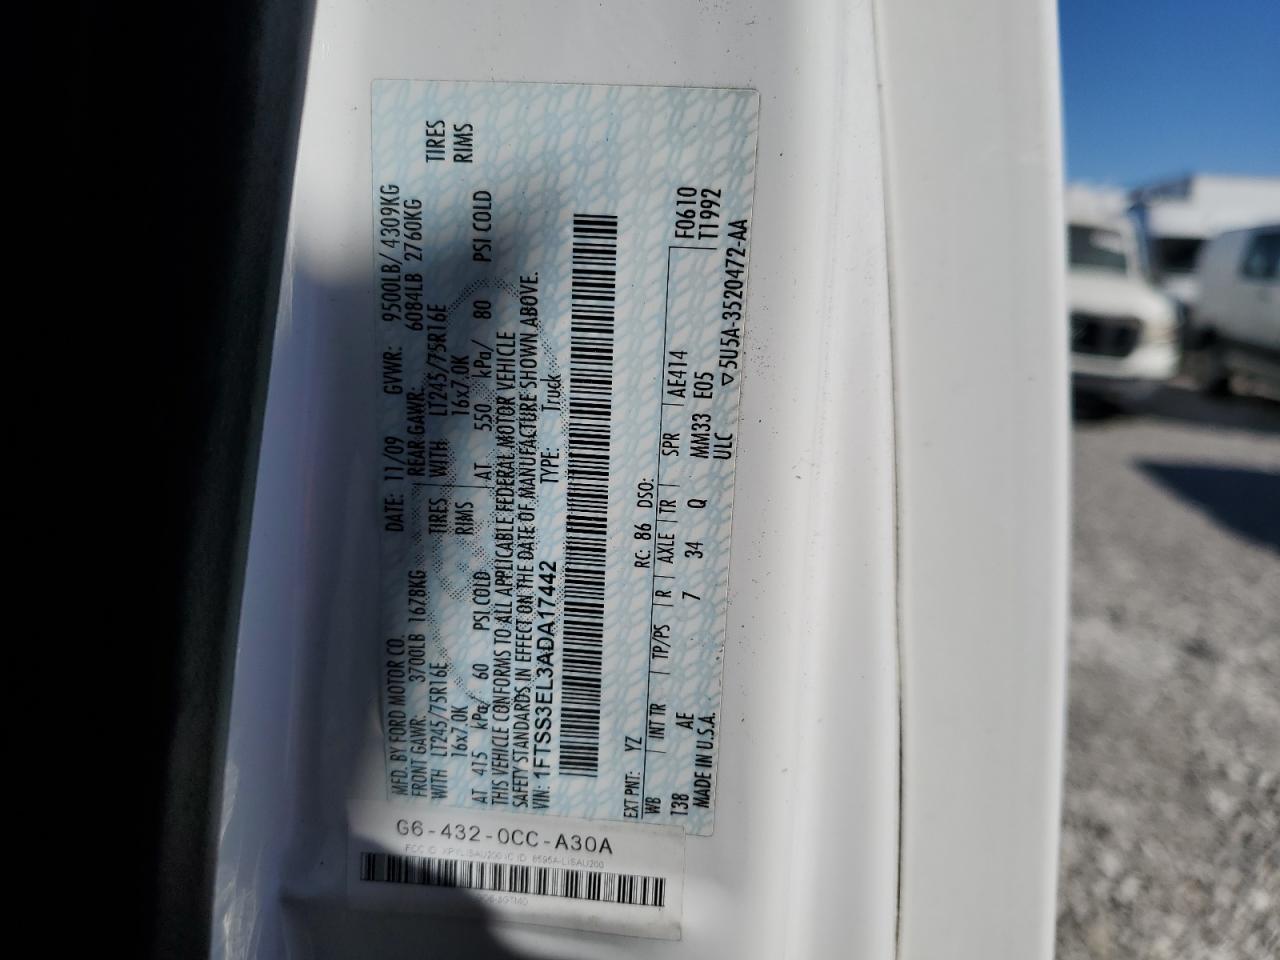 MFD. BY FORD MOTOR CO. DATE: 11/09 GVWR: 9500LB/ 4309KG
FRONT GAWR: 3700LB 1678KG REAR GAWR: 6084LB 2760KG
WITH LT245/75R16E TIRES WITH LT245/75R16E TIRES
16x7.0K RIMS 16x7.0K RIMS
AT 415 kPa/ 60 PSI COLD AT 550 kPa/ 80 PSI COLD
THIS VEHICLE CONFORMS TO ALL APPLICABLE FEDERAL MOTOR VEHICLE
SAFETY STANDARDS IN EFFECT ON THE DATE OF MANUFACTURE SHOWN ABOVE.
VIN: 1FTSS3EL3ADA17442 TYPE: Truck
EXT PNT: YZ RC: 86 DSO: F0610
WB INT TR TP/PS R AXLE TR SPR AE414 T1992
138 AE 7 34 Q MM33 E05
MADE IN U.S.A. ULC ▽5U5A-3520472-AA
G6-432-0CC-A30A